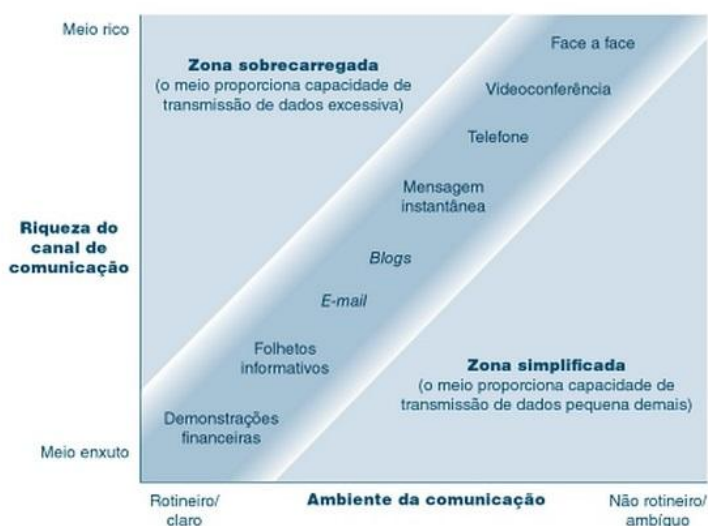 Meio rico
Zona sobrecarregada
(o meio proporciona capacidade de
transmissão de dados excessiva)
Face a face
Videoconferência
Telefone
Mensagem
instantânea
Riqueza do
canal de
comunicação
Blogs
E-mail
Folhetos
informativos
Zona simplificada
(o meio proporciona capacidade de
transmissão de dados pequena demais)
Demonstrações
financeiras
Meio enxuto
Rotineiro/
claro
Ambiente da comunicação
Não rotineiro/
ambíguo